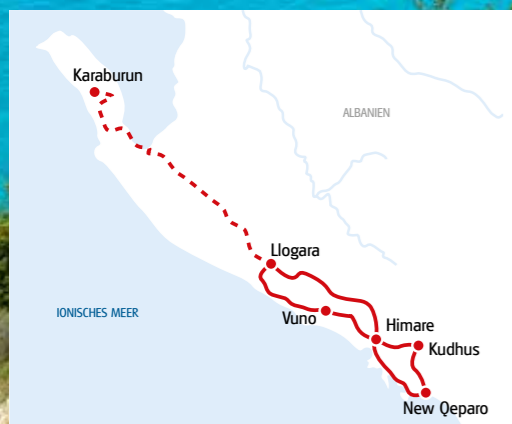 Karaburun
ALBANIEN
Llogara
IONISCHES MEER
Vuno
Himare
Kudhus
New Qeparo